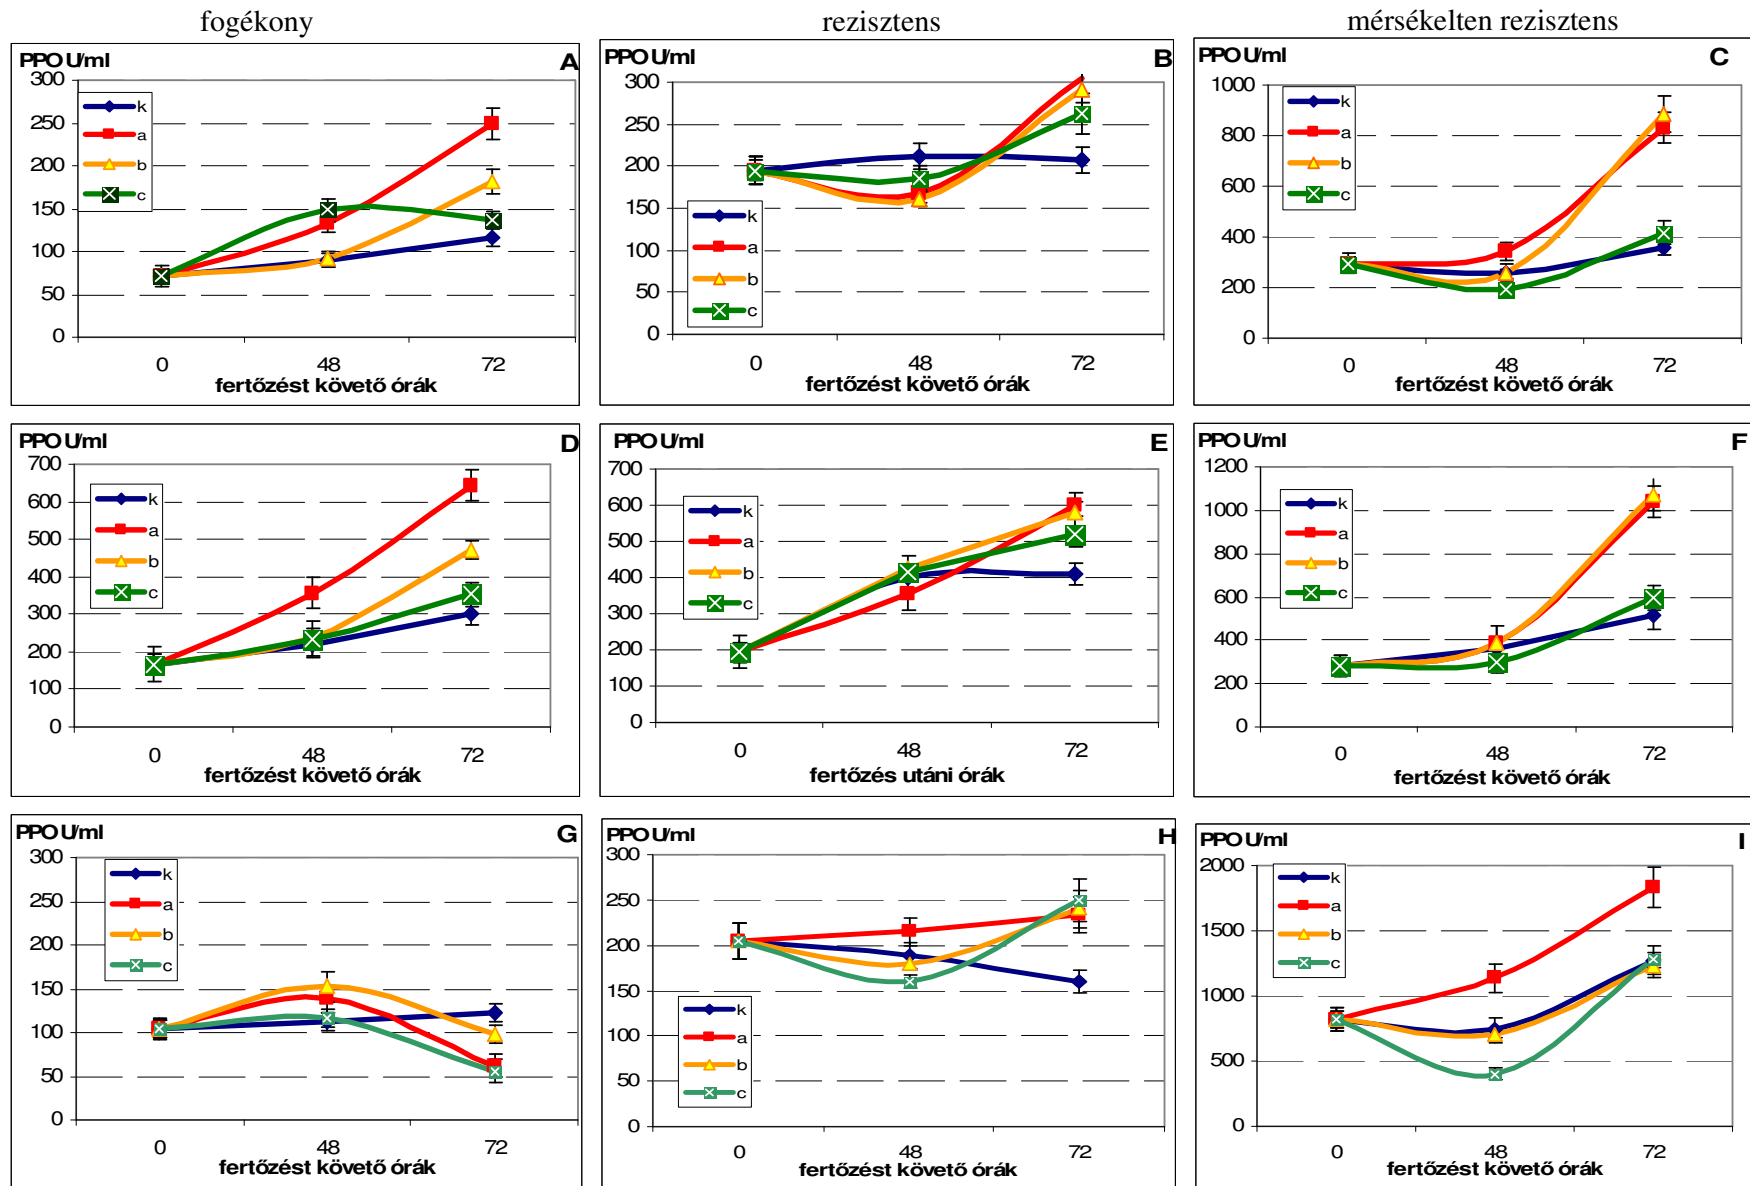 fogékony rezisztens mérsékelten rezisztens
PPO U/ml A
300
250
200
150
100
50
0
k
a
b
c
0 48 72
fertőzést követő órák
PPO U/ml B
300
250
200
150
100
50
0
k
a
b
c
0 48 72
fertőzést követő órák
PPO U/ml C
1000
800
600
400
200
0
k
a
b
c
0 48 72
fertőzést követő órák
PPO U/ml D
700
600
500
400
300
200
100
0
k
a
b
c
0 48 72
fertőzést követő órák
PPO U/ml E
700
600
500
400
300
200
100
0
k
a
b
c
0 48 72
fertőzés utáni órák
PPO U/ml F
1200
1000
800
600
400
200
0
k
a
b
c
0 48 72
fertőzést követő órák
PPO U/ml G
300
250
200
150
100
50
0
k
a
b
c
0 48 72
fertőzést követő órák
PPO U/ml H
300
250
200
150
100
50
0
k
a
b
c
0 48 72
fertőzést követő órák
PPO U/ml I
2000
1500
1000
500
0
k
a
b
c
0 48 72
fertőzést követő órák